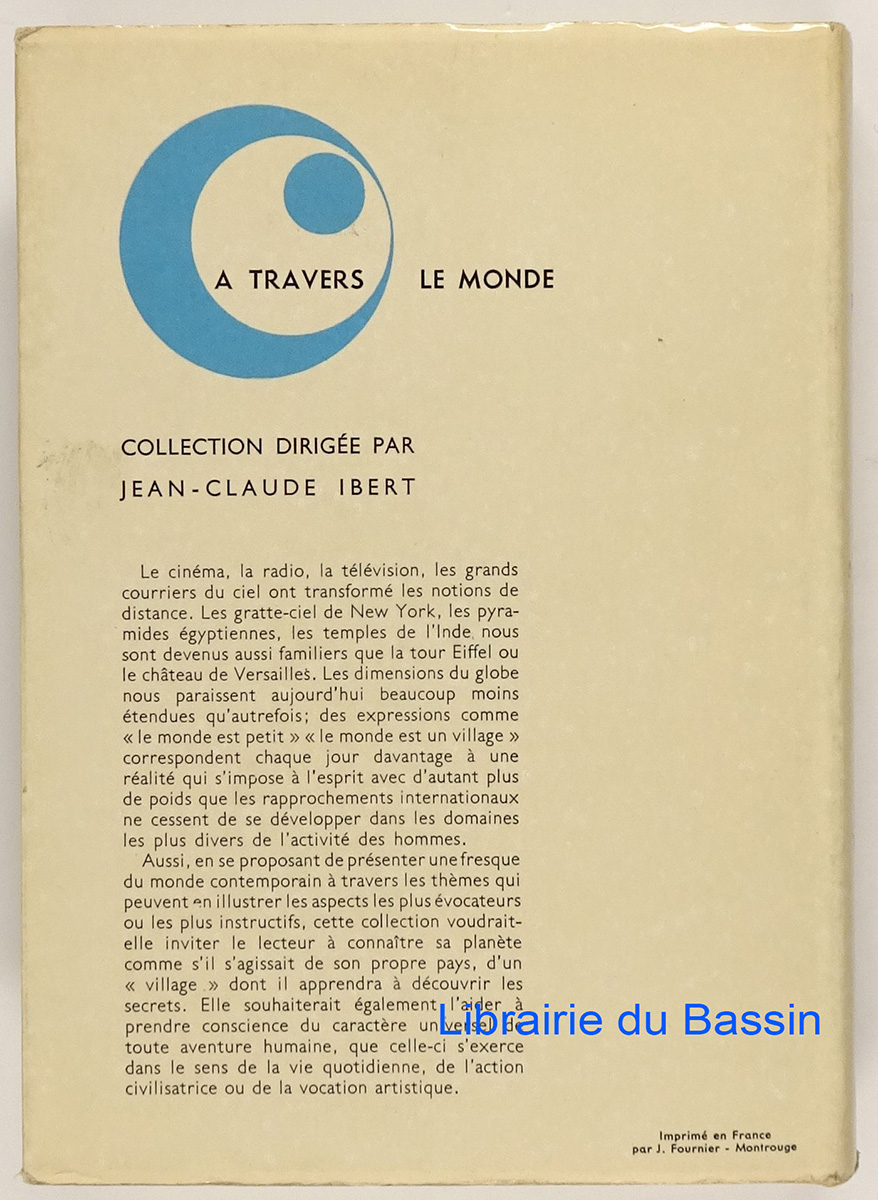 A TRAVERS LE MONDE
COLLECTION DIRIGÉE PAR
JEAN-CLAUDE IBERT
Le cinéma, la radio, la télévision, les grands
courriers du ciel ont transformé les notions de
distance. Les gratte-ciel de New York, les pyra-
mides égyptiennes, les temples de l'Inde, nous
sont devenus aussi familiers que la tour Eiffel ou
le château de Versailles. Les dimensions du globe
nous paraissent aujourd'hui beaucoup moins
étendues qu'autrefois; des expressions comme
« le monde est petit » « le monde est un village »
correspondent chaque jour davantage à une
réalité qui s'impose à l'esprit avec d'autant plus
de poids que les rapprochements internationaux
ne cessent de se développer dans les domaines
les plus divers de l'activité des hommes.
Aussi, en se proposant de présenter une fresque
du monde contemporain à travers les thèmes qui
peuvent en illustrer les aspects les plus évocateurs
ou les plus instructifs, cette collection voudrait-
elle inviter le lecteur à connaître sa planète
comme s'il s'agissait de son propre pays, d'un
« village » dont il apprendra à découvrir les
secrets. Elle souhaiterait également l'aider à
prendre conscience du caractère universel de
toute aventure humaine, que celle-ci s'exerce
dans le sens de la vie quotidienne, de l'action
civilisatrice ou de la vocation artistique.
Librairie du Bassin
Imprimé en France
par J. Fournier - Montrouge